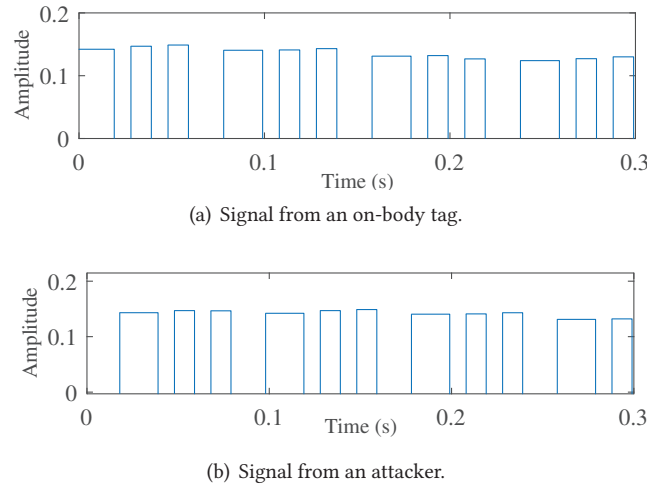 Amplitude
0.2
0.1
0
0 0.1 0.2 0.3
Time (s)
(a) Signal from an on-body tag.
Amplitude
0.2
0.1
0
0 0.1 0.2 0.3
Time (s)
(b) Signal from an attacker.